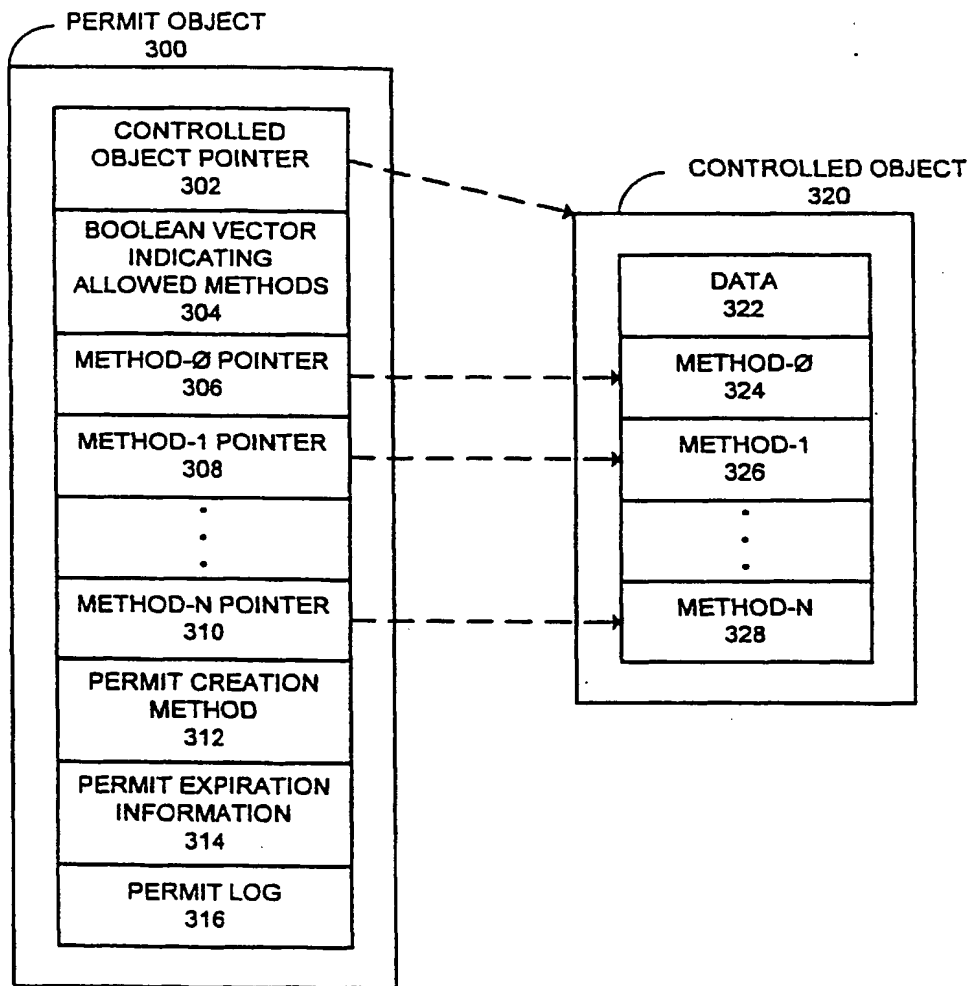 PERMIT OBJECT
300
CONTROLLED
OBJECT POINTER
302
BOOLEAN VECTOR
INDICATING
ALLOWED METHODS
304
METHOD-Ø POINTER
306
METHOD-1 POINTER
308
METHOD-N POINTER
310
PERMIT CREATION
METHOD
312
PERMIT EXPIRATION
INFORMATION
314
PERMIT LOG
316
CONTROLLED OBJECT
320
DATA
322
METHOD-Ø
324
METHOD-1
326
METHOD-N
328